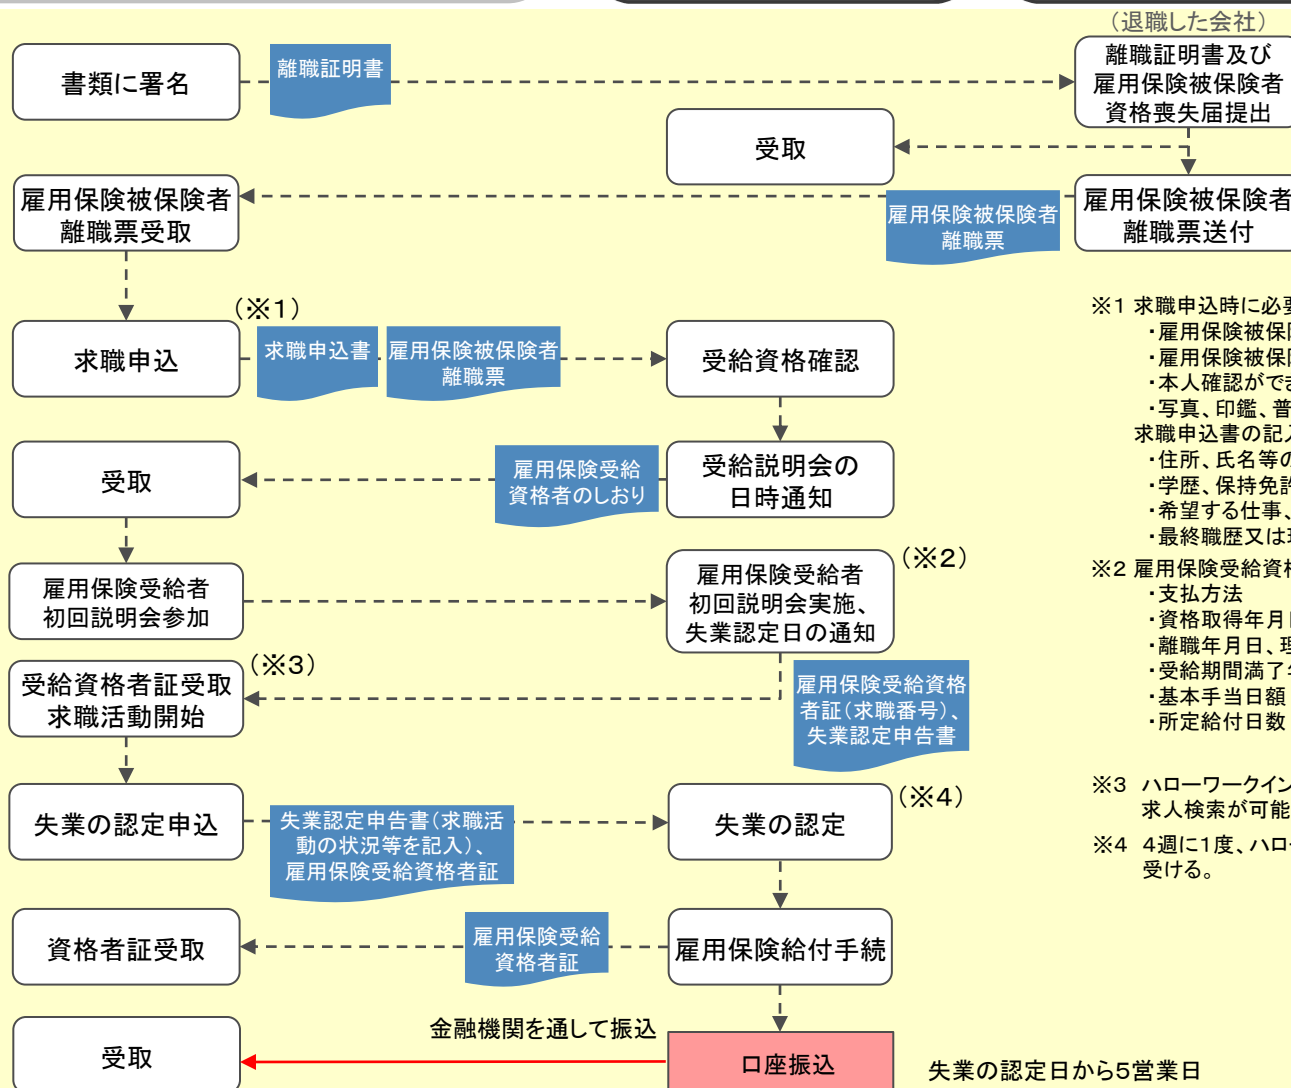 （退職した会社）
書類に署名
離職証明書
離職証明書及び
雇用保険被保険者
資格喪失届提出
受取
雇用保険被保険者
離職票受取
雇用保険被保険者
離職票
雇用保険被保険者
離職票送付
（※1）
求職申込
求職申込書
雇用保険被保険者
離職票
受給資格確認
受取
雇用保険受給
資格者のしおり
受給説明会の
日時通知
雇用保険受給者
初回説明会参加
雇用保険受給者
初回説明会実施、
失業認定日の通知
（※2）
受給資格者証受取
求職活動開始
（※3）
雇用保険受給資格
者証（求職番号）、
失業認定申告書
失業の認定申込
失業認定申告書（求職活
動の状況等を記入）、
雇用保険受給資格者証
失業の認定
（※4）
資格者証受取
雇用保険受給
資格者証
雇用保険給付手続
受取
金融機関を通して振込
口座振込
失業の認定日から5営業日
※1 求職申込時に必要
・雇用保険被保険
・雇用保険被保険
・本人確認ができ
・写真、印鑑、普
求職申込書の記入
・住所、氏名等の
・学歴、保持免許
・希望する仕事、
・最終職歴又は現
※2 雇用保険受給資格
・支払方法
・資格取得年月日
・離職年月日、理
・受給期間満了年
・基本手当日額
・所定給付日数
※3 ハローワークイン
求人検索が可能
※4 4週に1度、ハロー
受ける。